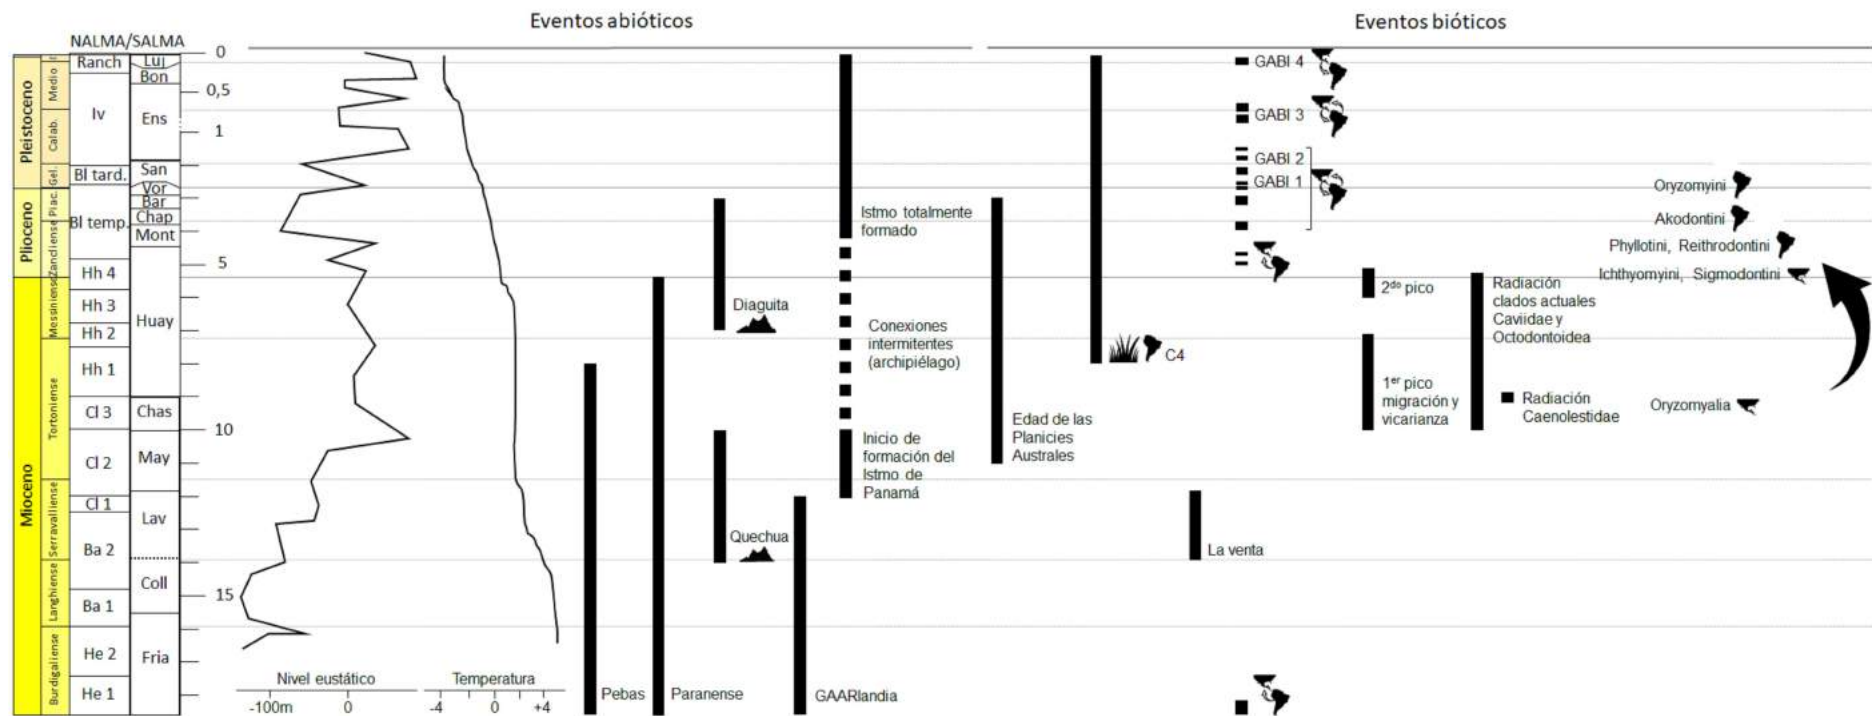 Eventos abióticos
Eventos bióticos
NALMA/SALMA
Pleistoceno
Plioceno
Mioceno
Medio
Calab.
Gel.
Piac.
Zancliense
Messiniense
Tortoniense
Serravalliense
Langhiense
Burdigaliense
Ranch
Iv
Bl tard.
Bl temp.
Hh 4
Hh 3
Hh 2
Hh 1
Cl 3
Cl 2
Cl 1
Ba 2
Ba 1
He 2
He 1
Luj
Bon
Ens
San
Vor
Bar
Chap
Mont
Huay
Chas
May
Lav
Coll
Fria
0
0,5
1
5
10
15
Nivel eustático
-100m 0
Temperatura
-4 0 +4
Pebas
Paranense
Diaguita
Quechua
GAARlandia
Istmo totalmente
formado
Conexiones
intermitentes
(archipiélago)
Inicio de
formación del
Istmo de
Panamá
Edad de las
Planicies
Australes
C4
La venta
GABI 4
GABI 3
GABI 2
GABI 1
2do pico
1er pico
migración y
vicarianza
Radiación
clados actuales
Caviidae y
Octodontoidea
Radiación
Caenolestidae
Oryzomyini
Akodontini
Phyllotini, Reithrodontini
Ichthyomyini, Sigmodontini
Oryzomyalia